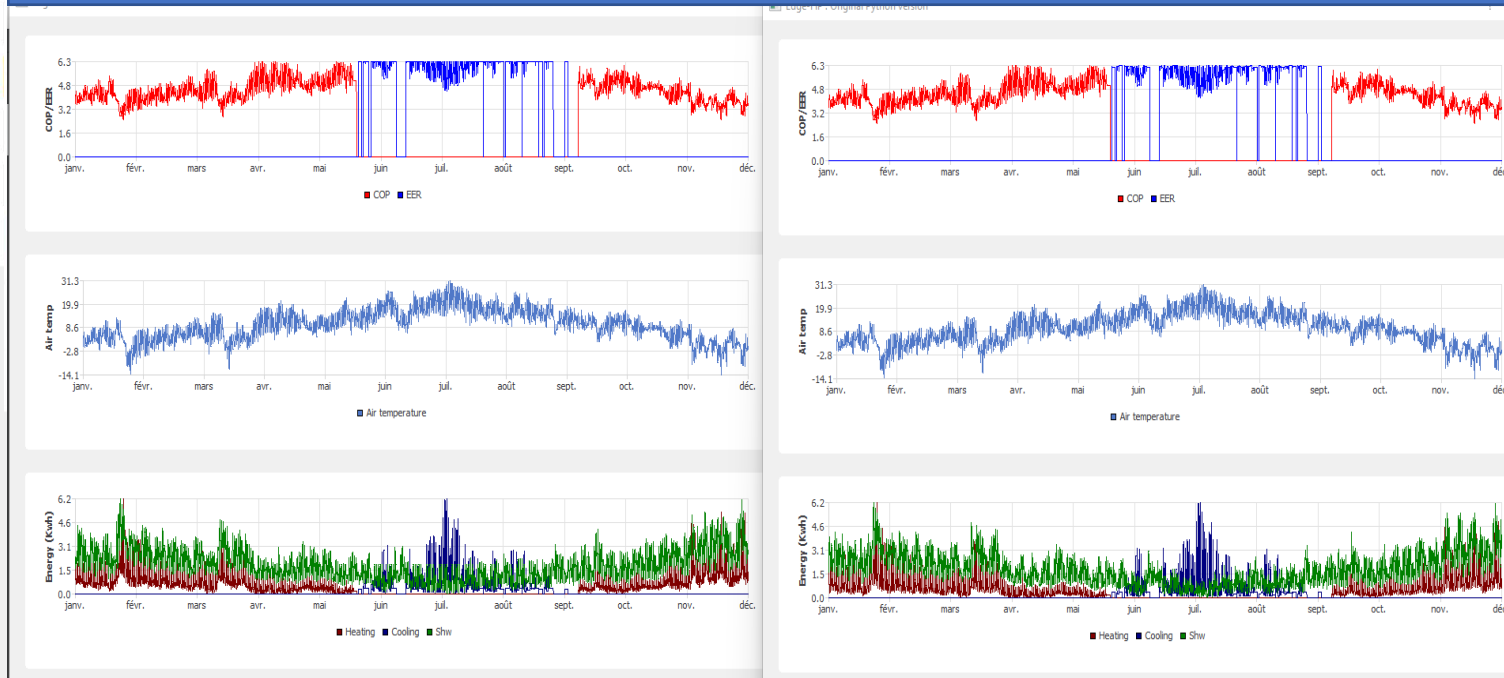 Edge-HP : Original Python version
6.3
4.8
3.2
1.6
0.0
COP/EER
janv. févr. mars avr. mai juin juil. août sept. oct. nov. déc.
COP EER
31.3
19.9
8.6
-2.8
-14.1
Air temp
janv. févr. mars avr. mai juin juil. août sept. oct. nov. déc.
Air temperature
6.2
4.6
3.1
1.5
0.0
Energy (Kwh)
janv. févr. mars avr. mai juin juil. août sept. oct. nov. déc.
Heating Cooling Shw
6.3
4.8
3.2
1.6
0.0
COP/EER
janv. févr. mars avr. mai juin juil. août sept. oct. nov. déc
COP EER
31.3
19.9
8.6
-2.8
-14.1
Air temp
janv. févr. mars avr. mai juin juil. août sept. oct. nov. déc
Air temperature
6.2
4.6
3.1
1.5
0.0
Energy (Kwh)
janv. févr. mars avr. mai juin juil. août sept. oct. nov. déc
Heating Cooling Shw